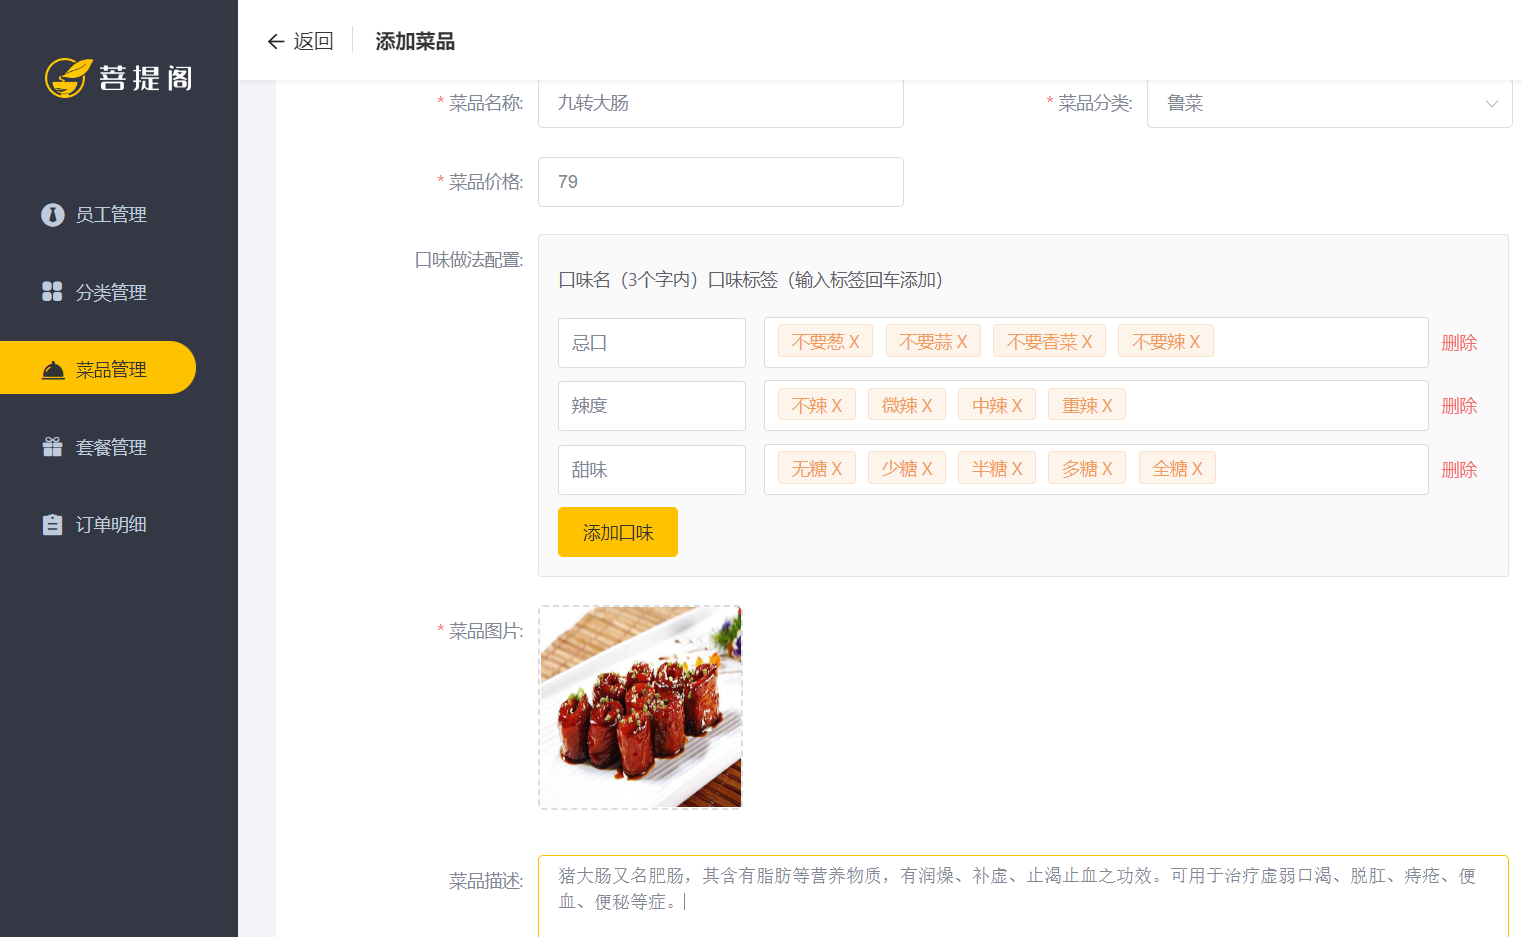 菩提阁
返回
添加菜品
* 菜品名称: 九转大肠
* 菜品分类: 鲁菜
员工管理
* 菜品价格: 79
分类管理
口味做法配置:
口味名（3个字内）口味标签（输入标签回车添加）
菜品管理
忌口 不要葱 X 不要蒜 X 不要香菜 X 不要辣 X 删除
辣度 不辣 X 微辣 X 中辣 X 重辣 X 删除
套餐管理
甜味 无糖 X 少糖 X 半糖 X 多糖 X 全糖 X 删除
订单明细
添加口味
* 菜品图片:
菜品描述:
猪大肠又名肥肠，其含有脂肪等营养物质，有润燥、补虚、止渴止血之功效。可用于治疗虚弱口渴、脱肛、痔疮、便
血、便秘等症。